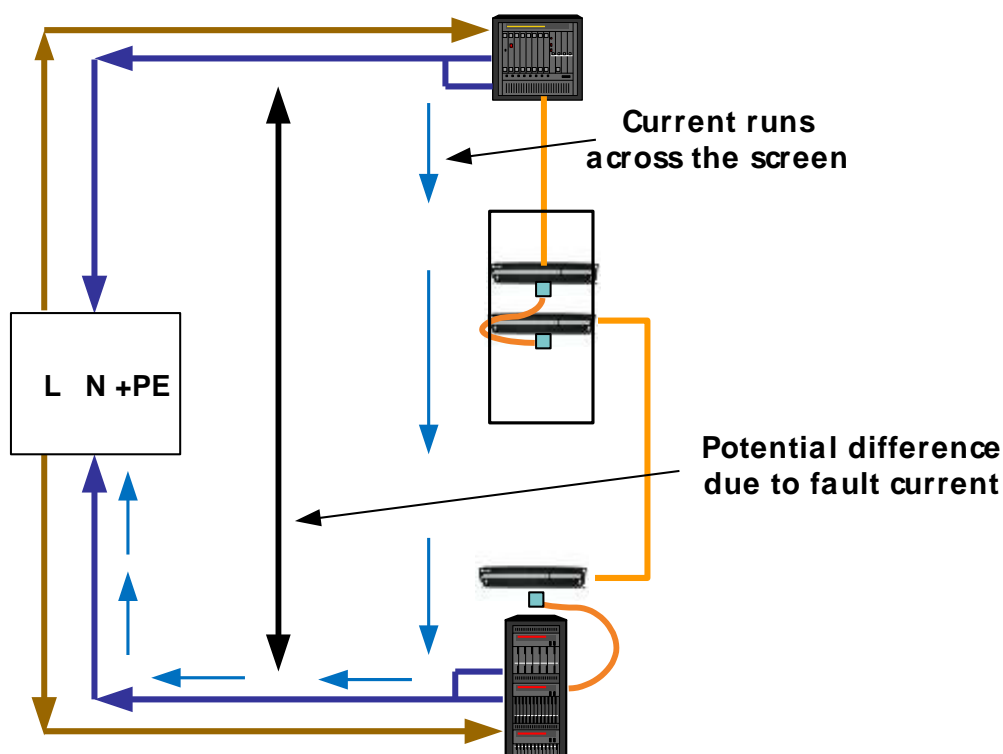 Current runs
across the screen
L N +PE
Potential difference
due to fault current